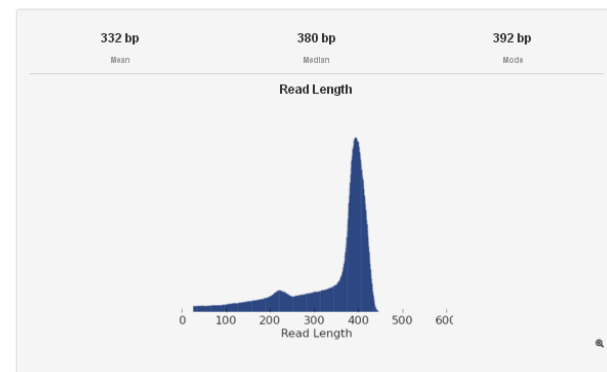 332 bp 380 bp 392 bp
Mean Median Mode
Read Length
0 100 200 300 400 500 60
Read Length